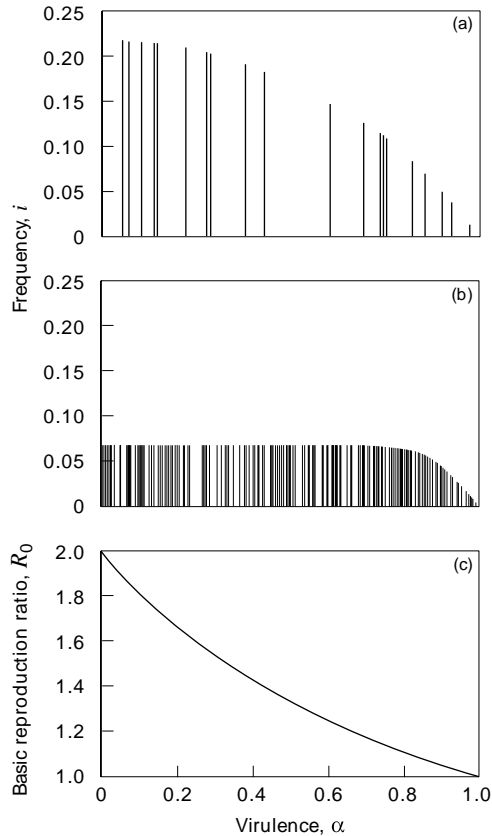 (a)
0.25
0.20
0.15
0.10
0.05
0
Frequency, i
(b)
0.25
0.20
0.15
0.10
0.05
0
(c)
2.0
1.8
1.6
1.4
1.2
1.0
Basic reproduction ratio, R0
0 0.2 0.4 0.6 0.8 1.0
Virulence, α